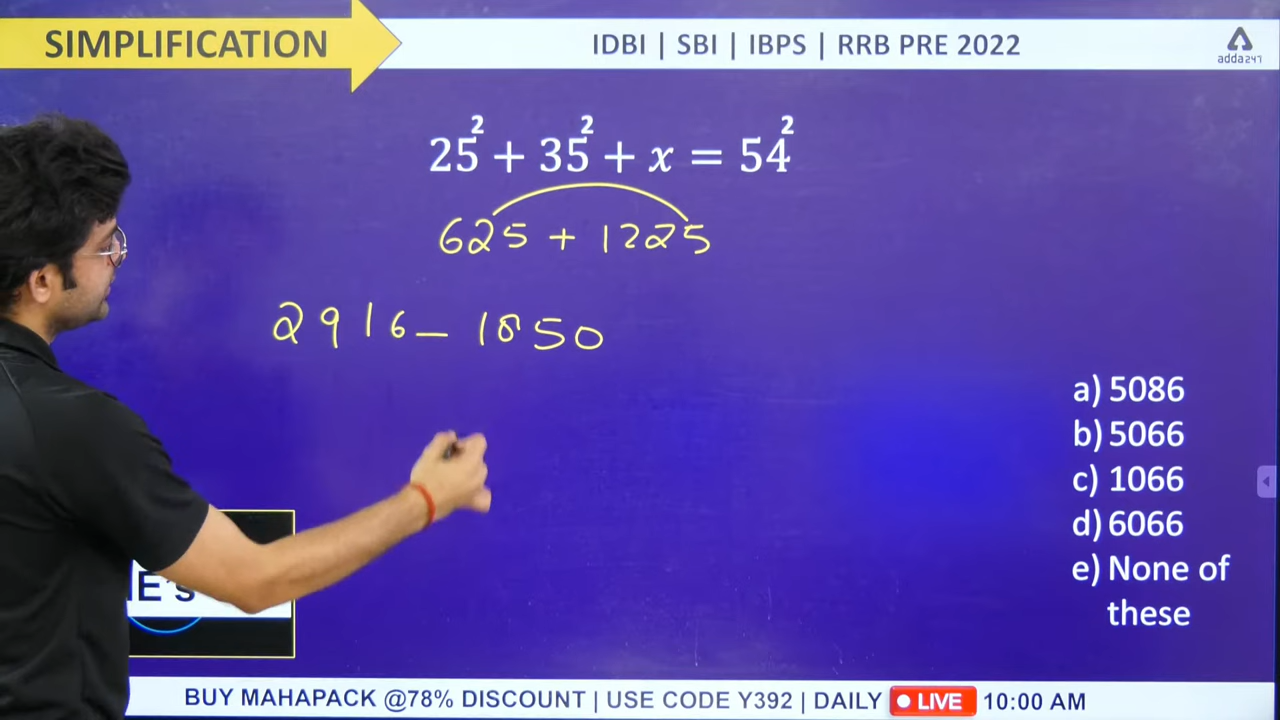 SIMPLIFICATION
IDBI | SBI | IBPS | RRB PRE 2022
adda247
25² + 35² + x = 54²
625 + 1225
2916 - 1850
a) 5086
b) 5066
c) 1066
d) 6066
e) None of
these
E's
BUY MAHAPACK @78% DISCOUNT | USE CODE Y392 | DAILY LIVE 10:00 AM